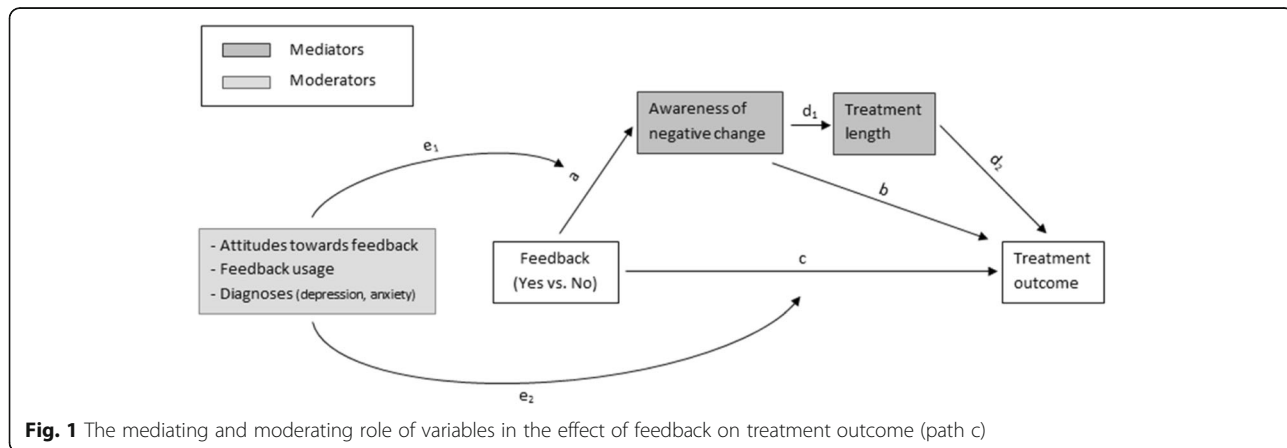 Mediators
Moderators
Awareness of
negative change
d₁
Treatment
length
e₁
a
d₂
b
- Attitudes towards feedback
- Feedback usage
- Diagnoses (depression, anxiety)
Feedback
(Yes vs. No)
c
Treatment
outcome
e₂
Fig. 1 The mediating and moderating role of variables in the effect of feedback on treatment outcome (path c)